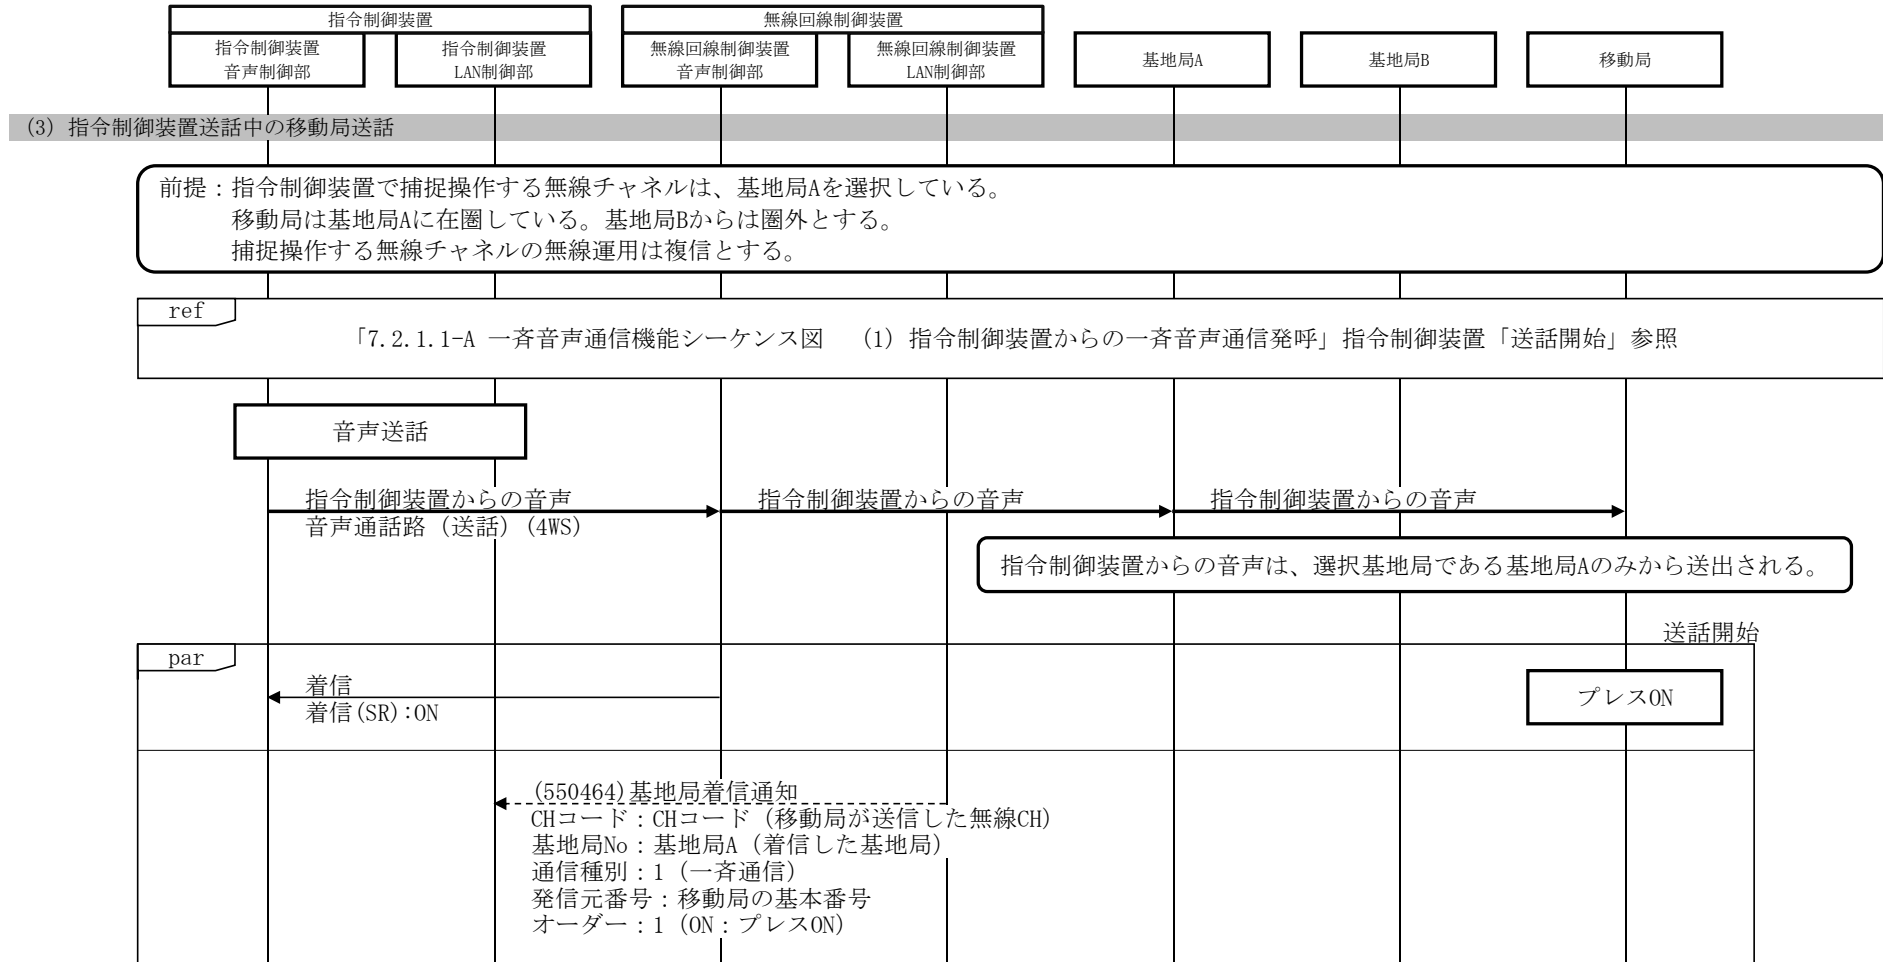 指令制御装置
無線回線制御装置
指令制御装置
音声制御部
指令制御装置
LAN制御部
無線回線制御装置
音声制御部
無線回線制御装置
LAN制御部
基地局A
基地局B
移動局
(3) 指令制御装置送話中の移動局送話
前提：指令制御装置で捕捉操作する無線チャネルは、基地局Aを選択している。
移動局は基地局Aに在圏している。基地局Bからは圏外とする。
捕捉操作する無線チャネルの無線運用は複信とする。
ref
「7.2.1.1-A 一斉音声通信機能シーケンス図　(1) 指令制御装置からの一斉音声通信発呼」指令制御装置「送話開始」参照
音声送話
指令制御装置からの音声
音声通話路（送話）(4WS)
指令制御装置からの音声
指令制御装置からの音声
指令制御装置からの音声は、選択基地局である基地局Aのみから送出される。
送話開始
par
着信
着信(SR):ON
プレスON
(550464)基地局着信通知
CHコード：CHコード（移動局が送信した無線CH）
基地局No：基地局A（着信した基地局）
通信種別：1（一斉通信）
発信元番号：移動局の基本番号
オーダー：1（ON：プレスON）